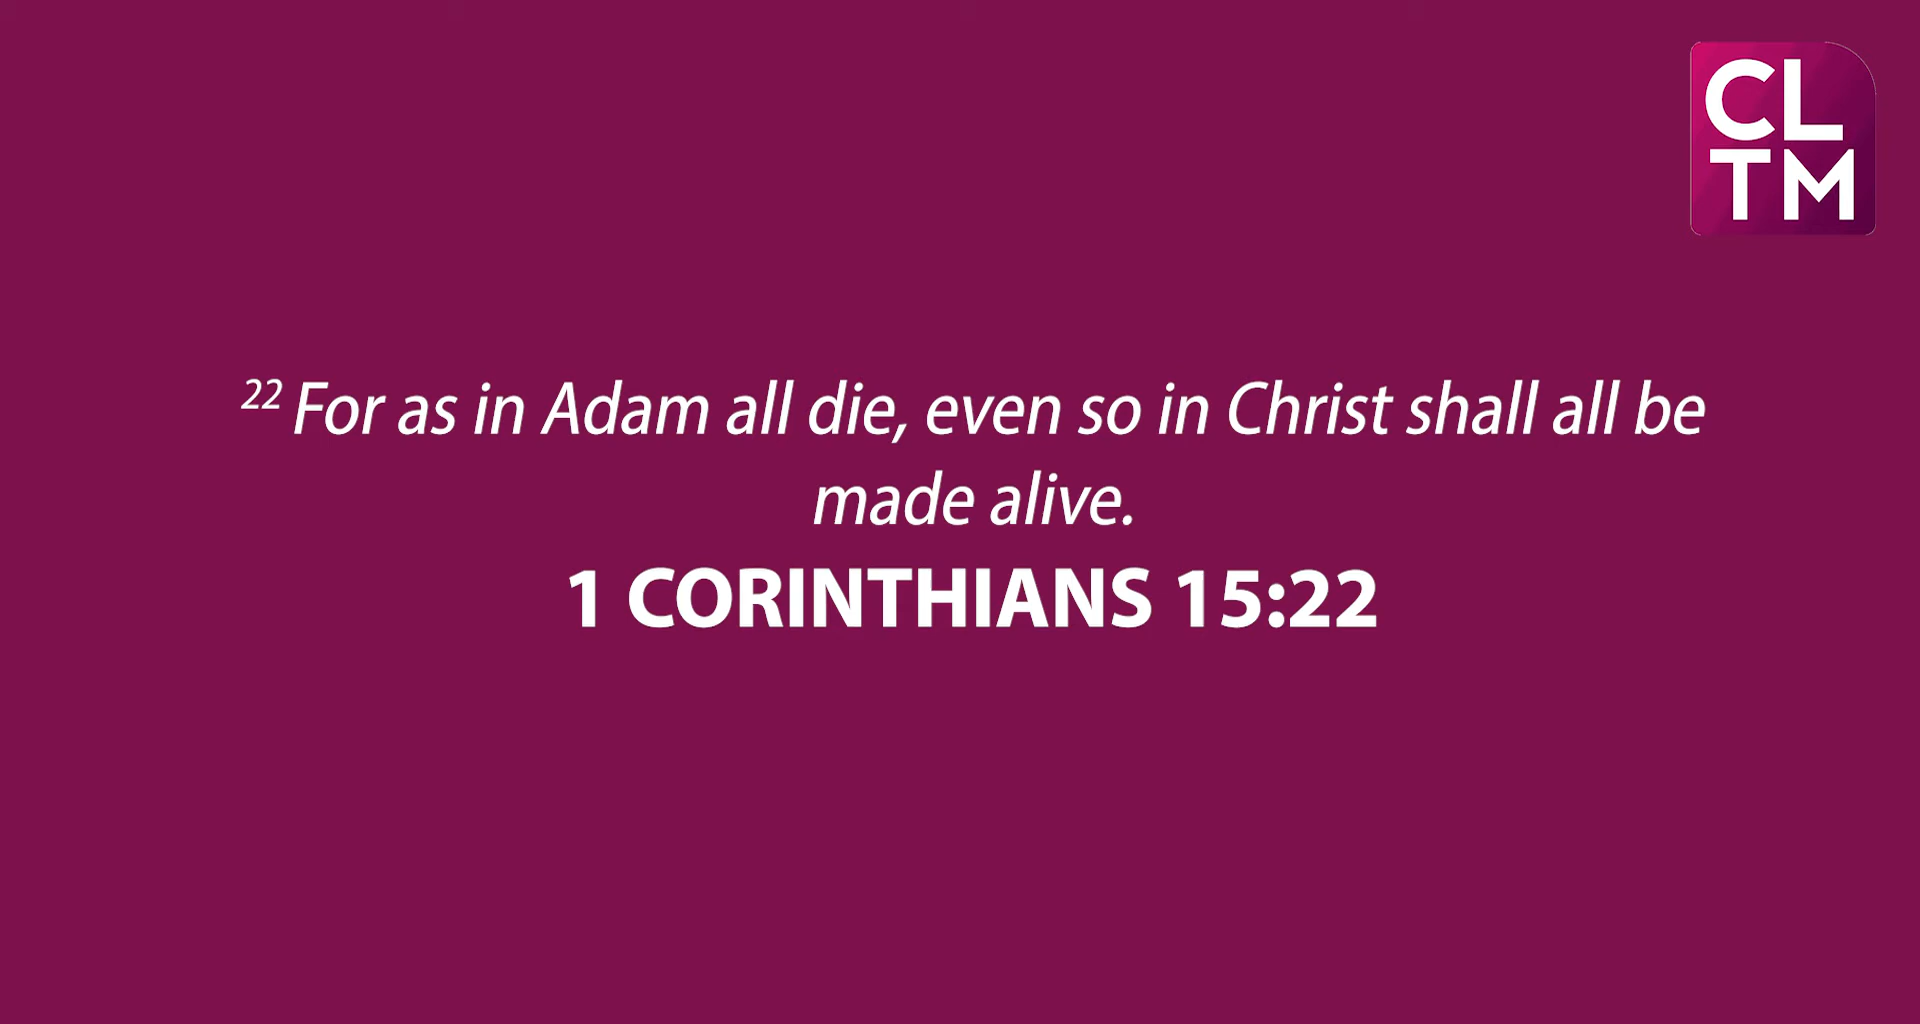 CL
TM
22 For as in Adam all die, even so in Christ shall all be
made alive.
1 CORINTHIANS 15:22